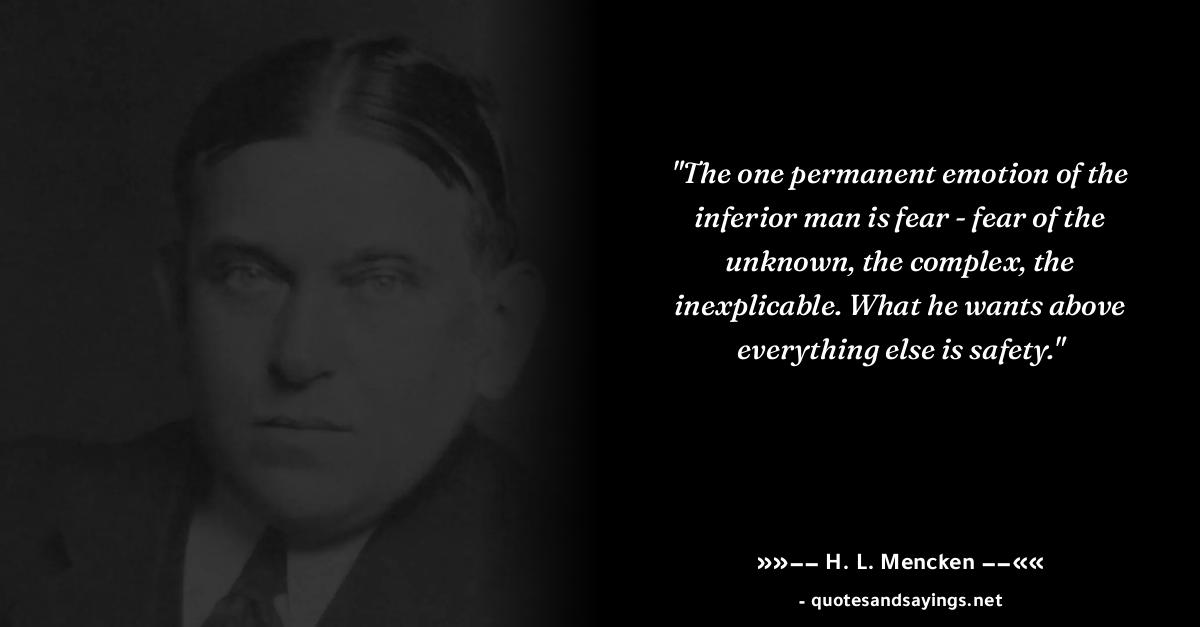 "The one permanent emotion of the
inferior man is fear - fear of the
unknown, the complex, the
inexplicable. What he wants above
everything else is safety."
»»−− H. L. Mencken −−««
- quotesandsayings.net